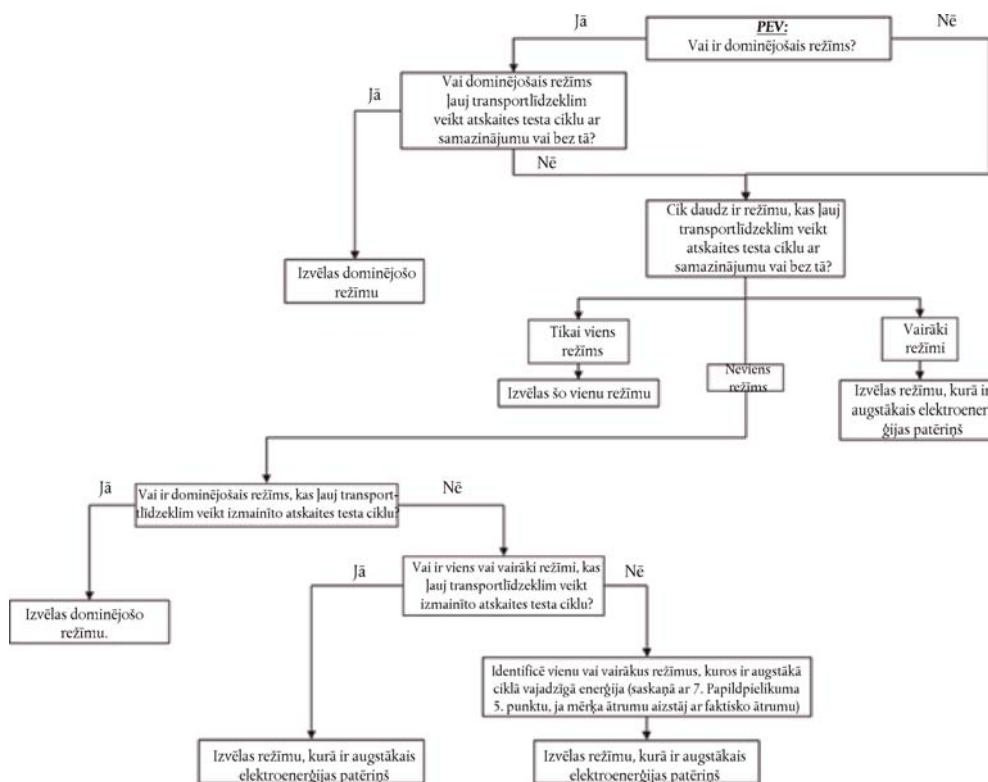 PEV:
Vai ir dominējošais režīms?
Jā
Nē
Vai dominējošais režīms
ļauj transportlīdzeklim
veikt atskaites testa ciklu ar
samazinājumu vai bez tā?
Jā
Nē
Izvēlas dominējošo
režīmu
Cik daudz ir režīmu, kas ļauj
transportlīdzeklim veikt
atskaites testa ciklu ar
samazinājumu vai bez tā?
Tikai viens
režīms
Neviens
režīms
Vairāki
režīmi
Izvēlas šo vienu režīmu
Izvēlas režīmu, kurā ir
augstākais elektroener
ģijas patēriņš
Vai ir dominējošais režīms, kas ļauj transport-
tlīdzeklim veikt izmainīto atskaites testa ciklu?
Jā
Nē
Izvēlas dominējošo
režīmu.
Vai ir viens vai vairāki režīmi, kas
ļauj transportlīdzeklim veikt
izmainīto atskaites testa ciklu?
Jā
Nē
Identificē vienu vai vairākus režīmus, kuros ir augstākā
ciklā vajadzīgā enerģija (saskaņā ar 7. Papildpielikuma
5. punktu, ja mērķa ātrumu aizstāj ar faktisko ātrumu)
Izvēlas režīmu, kurā ir augstākais
elektroenerģijas patēriņš
Izvēlas režīmu, kurā ir augstākais
elektroenerģijas patēriņš